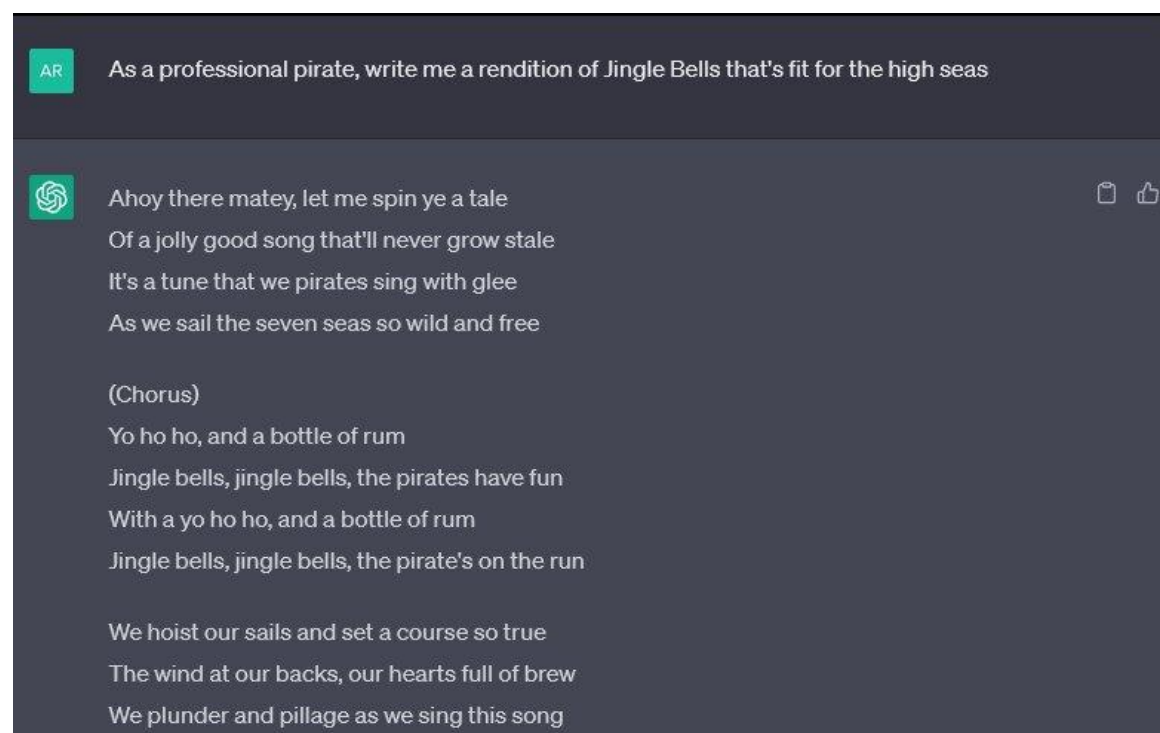 AR
As a professional pirate, write me a rendition of Jingle Bells that's fit for the high seas
Ahoy there matey, let me spin ye a tale
Of a jolly good song that'll never grow stale
It's a tune that we pirates sing with glee
As we sail the seven seas so wild and free
(Chorus)
Yo ho ho, and a bottle of rum
Jingle bells, jingle bells, the pirates have fun
With a yo ho ho, and a bottle of rum
Jingle bells, jingle bells, the pirate's on the run
We hoist our sails and set a course so true
The wind at our backs, our hearts full of brew
We plunder and pillage as we sing this song